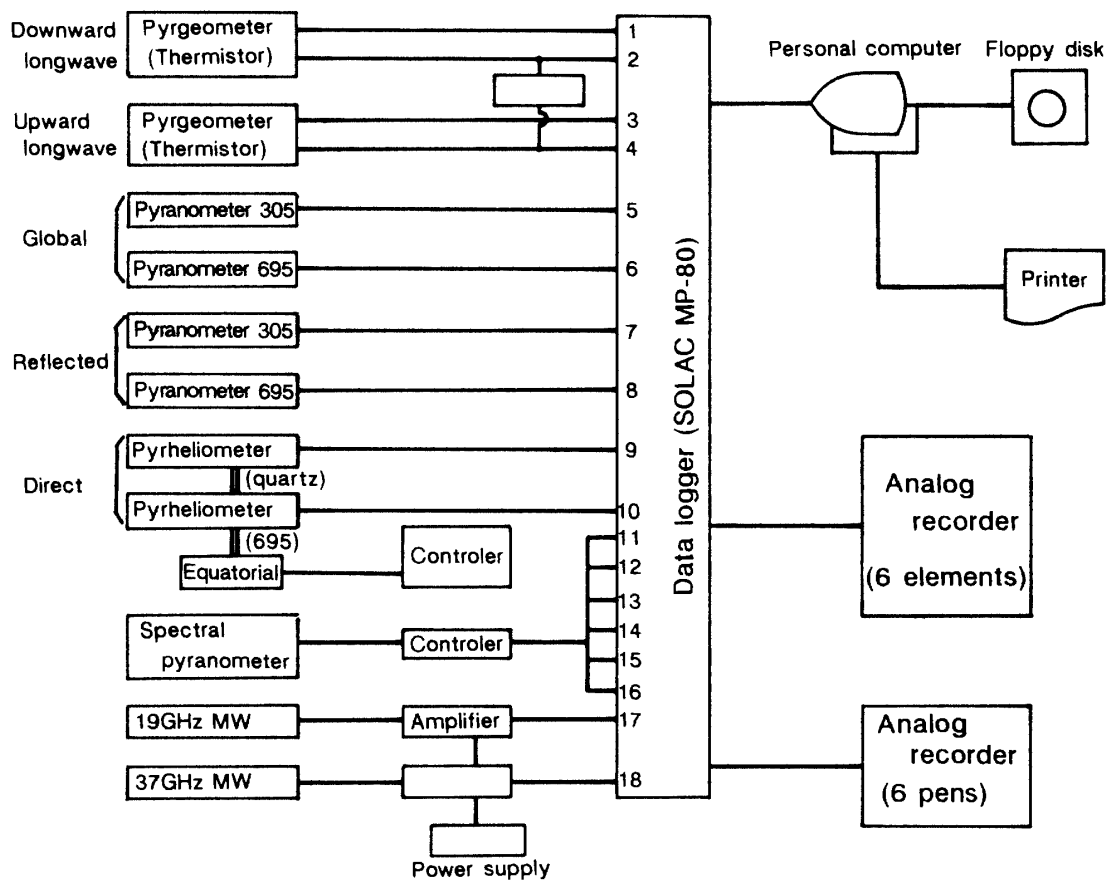 Downward
longwave
Pyrgeometer
(Thermistor)
1
2
Upward
longwave
Pyrgeometer
(Thermistor)
3
4
Global
Pyranometer 305
5
Pyranometer 695
6
Reflected
Pyranometer 305
7
Pyranometer 695
8
Direct
Pyrheliometer
9
(quartz)
Pyrheliometer
10
(695)
Equatorial
Controler
11
12
13
14
15
16
Spectral
pyranometer
Controler
19GHz MW
Amplifier
17
37GHz MW
18
Power supply
Data logger (SOLAC MP-80)
Personal computer
Floppy disk
Printer
Analog
recorder
(6 elements)
Analog
recorder
(6 pens)